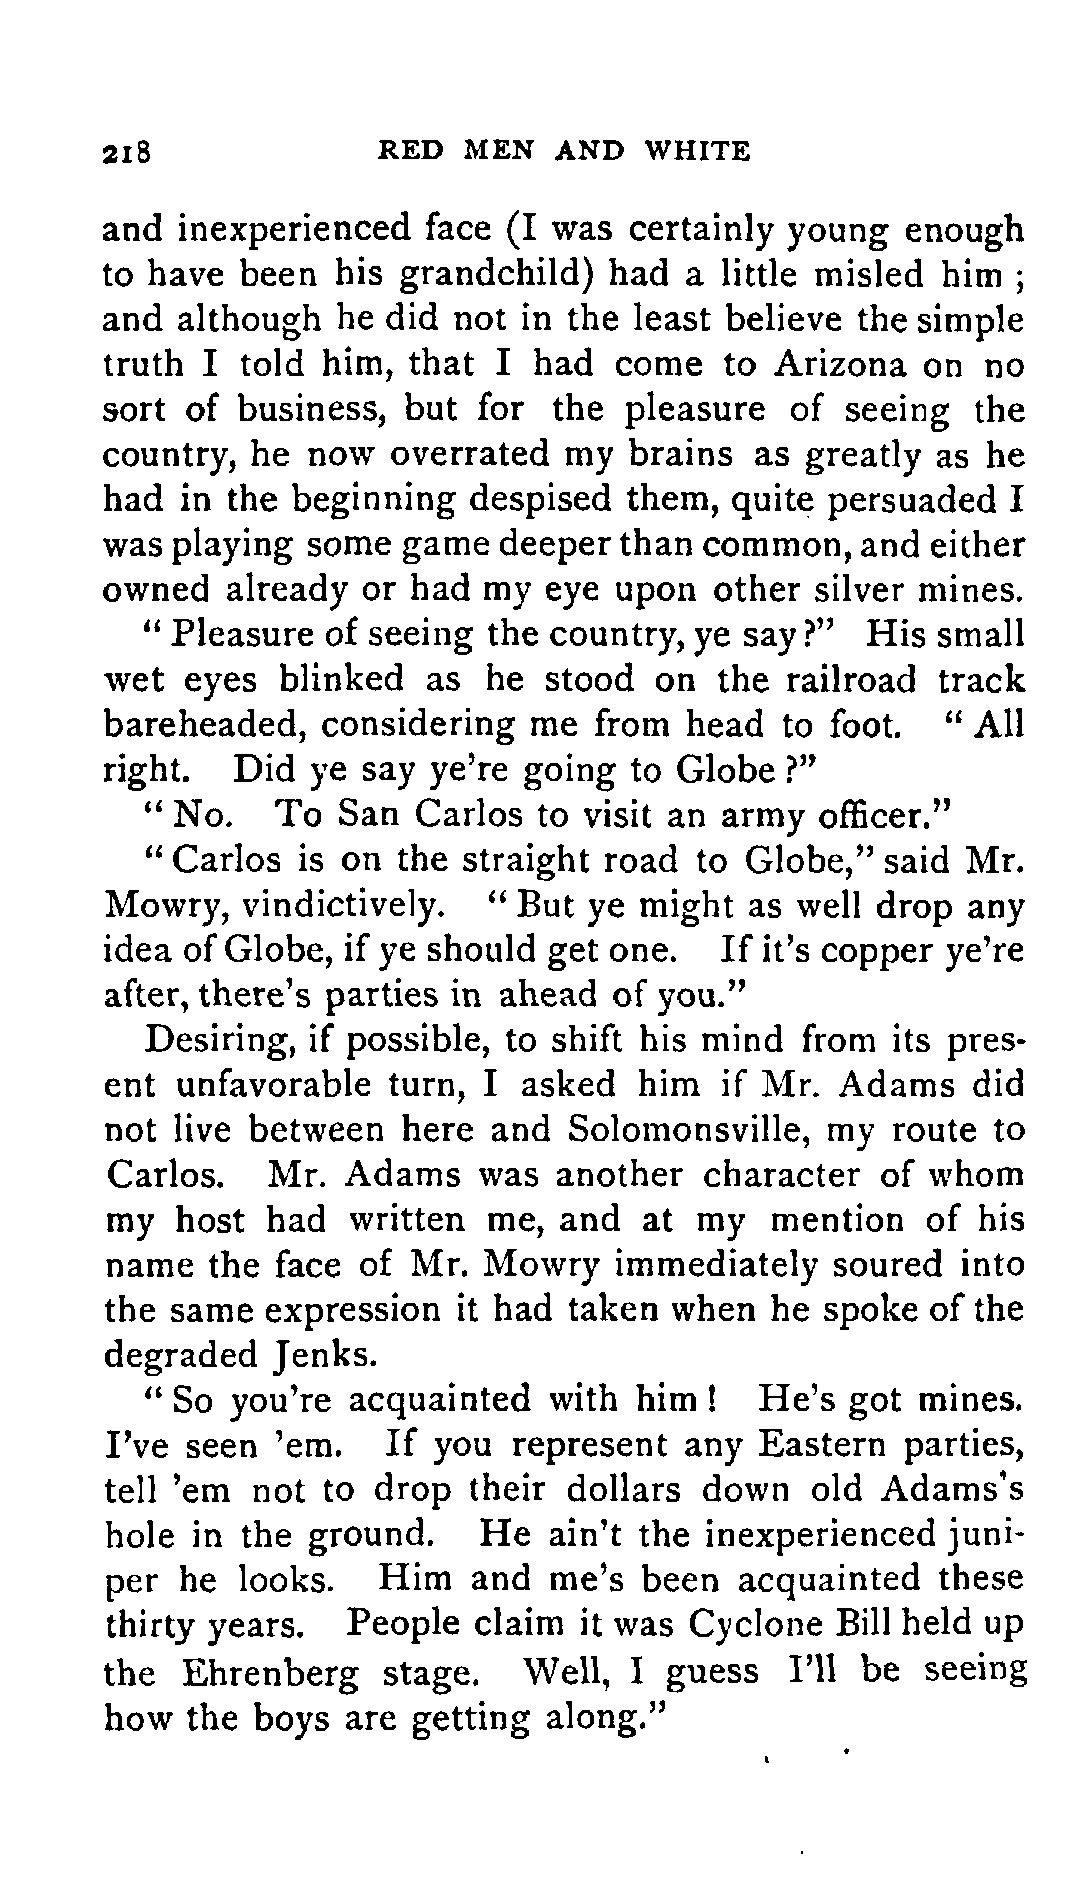 218 RED MEN AND WHITE
and inexperienced face (I was certainly young enough
to have been his grandchild) had a little misled him ;
and although he did not in the least believe the simple
truth I told him, that I had come to Arizona on no
sort of business, but for the pleasure of seeing the
country, he now overrated my brains as greatly as he
had in the beginning despised them, quite persuaded I
was playing some game deeper than common, and either
owned already or had my eye upon other silver mines.
“ Pleasure of seeing the country, ye say ?” His small
wet eyes blinked as he stood on the railroad track
bareheaded, considering me from head to foot. “ All
right. Did ye say ye’re going to Globe ?”
“ No. To San Carlos to visit an army officer.”
“ Carlos is on the straight road to Globe,” said Mr.
Mowry, vindictively. “ But ye might as well drop any
idea of Globe, if ye should get one. If it’s copper ye’re
after, there’s parties in ahead of you.”
Desiring, if possible, to shift his mind from its pres-
ent unfavorable turn, I asked him if Mr. Adams did
not live between here and Solomonsville, my route to
Carlos. Mr. Adams was another character of whom
my host had written me, and at my mention of his
name the face of Mr. Mowry immediately soured into
the same expression it had taken when he spoke of the
degraded Jenks.
“ So you’re acquainted with him ! He’s got mines.
I’ve seen ’em. If you represent any Eastern parties,
tell ’em not to drop their dollars down old Adams’s
hole in the ground. He ain’t the inexperienced juni-
per he looks. Him and me’s been acquainted these
thirty years. People claim it was Cyclone Bill held up
the Ehrenberg stage. Well, I guess I’ll be seeing
how the boys are getting along.”